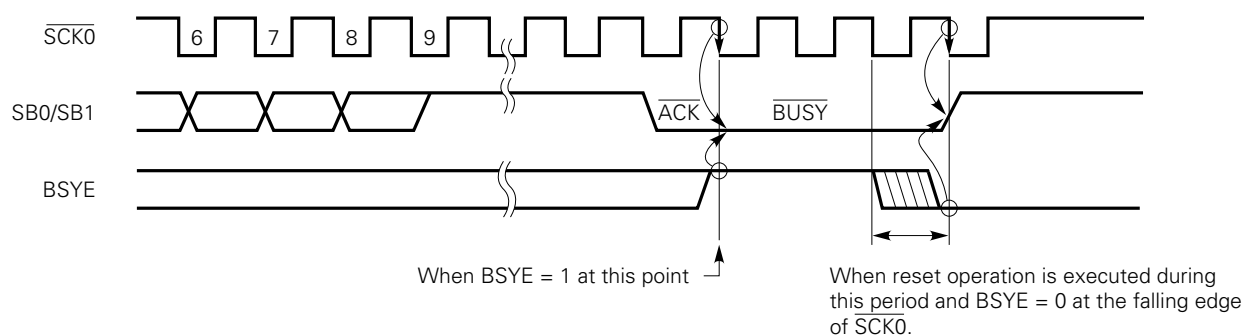 SCK0
6 7 8 9
SB0/SB1
ACK BUSY
BSYE
When BSYE = 1 at this point
When reset operation is executed during
this period and BSYE = 0 at the falling edge
of SCK0.